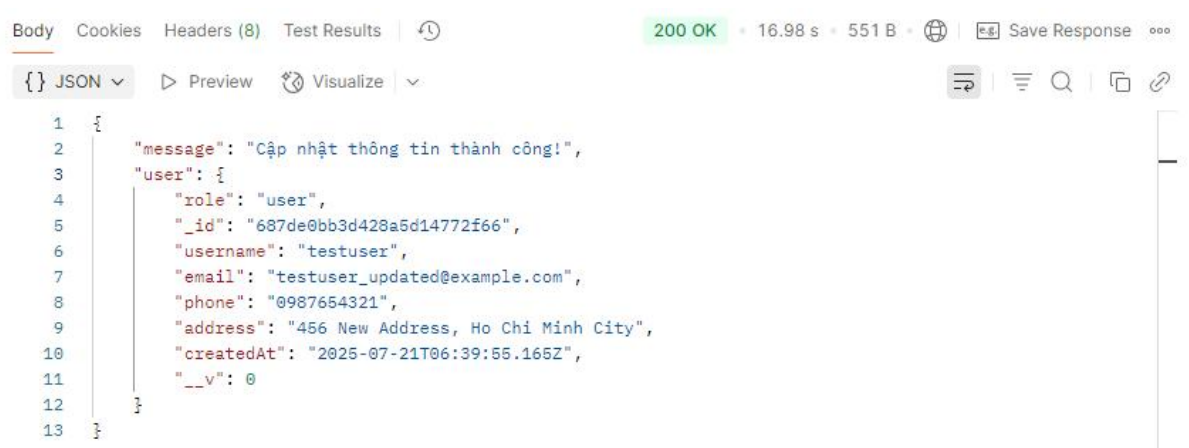 Body Cookies Headers (8) Test Results 200 OK 16.98 s 551 B e.g. Save Response
{} JSON Preview Visualize
1 {
2 "message": "Cập nhật thông tin thành công!",
3 "user": {
4 "role": "user",
5 "_id": "687de0bb3d428a5d14772f66",
6 "username": "testuser",
7 "email": "testuser_updated@example.com",
8 "phone": "0987654321",
9 "address": "456 New Address, Ho Chi Minh City",
10 "createdAt": "2025-07-21T06:39:55.165Z",
11 "__v": 0
12 }
13 }